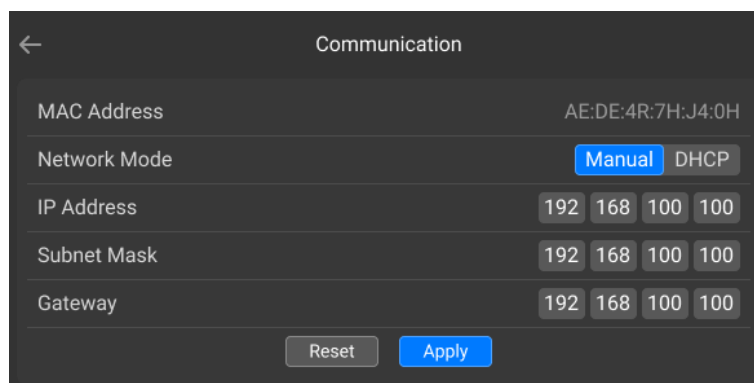 Communication
MAC Address AE:DE:4R:7H:J4:0H
Network Mode Manual DHCP
IP Address 192 168 100 100
Subnet Mask 192 168 100 100
Gateway 192 168 100 100
Reset Apply